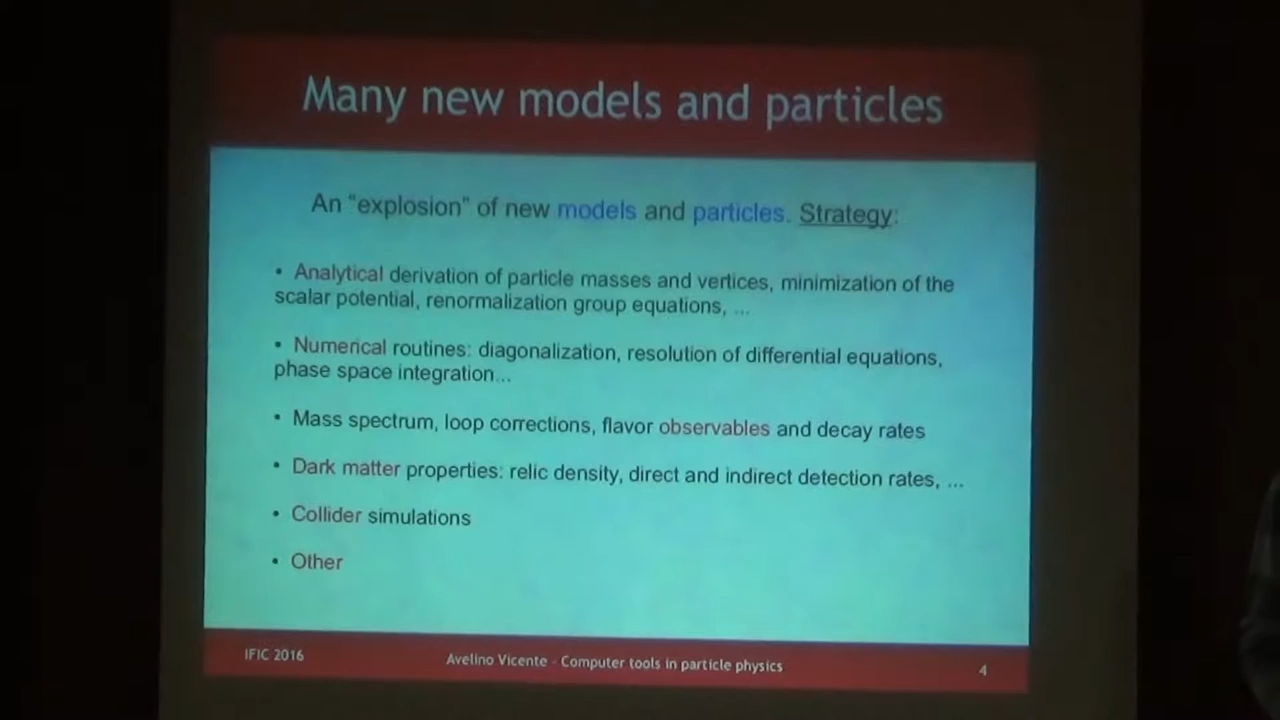 Many new models and particles
An "explosion" of new models and particles. Strategy:
• Analytical derivation of particle masses and vertices, minimization of the
scalar potential, renormalization group equations, ...
• Numerical routines: diagonalization, resolution of differential equations,
phase space integration...
• Mass spectrum, loop corrections, flavor observables and decay rates
• Dark matter properties: relic density, direct and indirect detection rates, ...
• Collider simulations
• Other
IFIC 2016
Avelino Vicente - Computer tools in particle physics
4